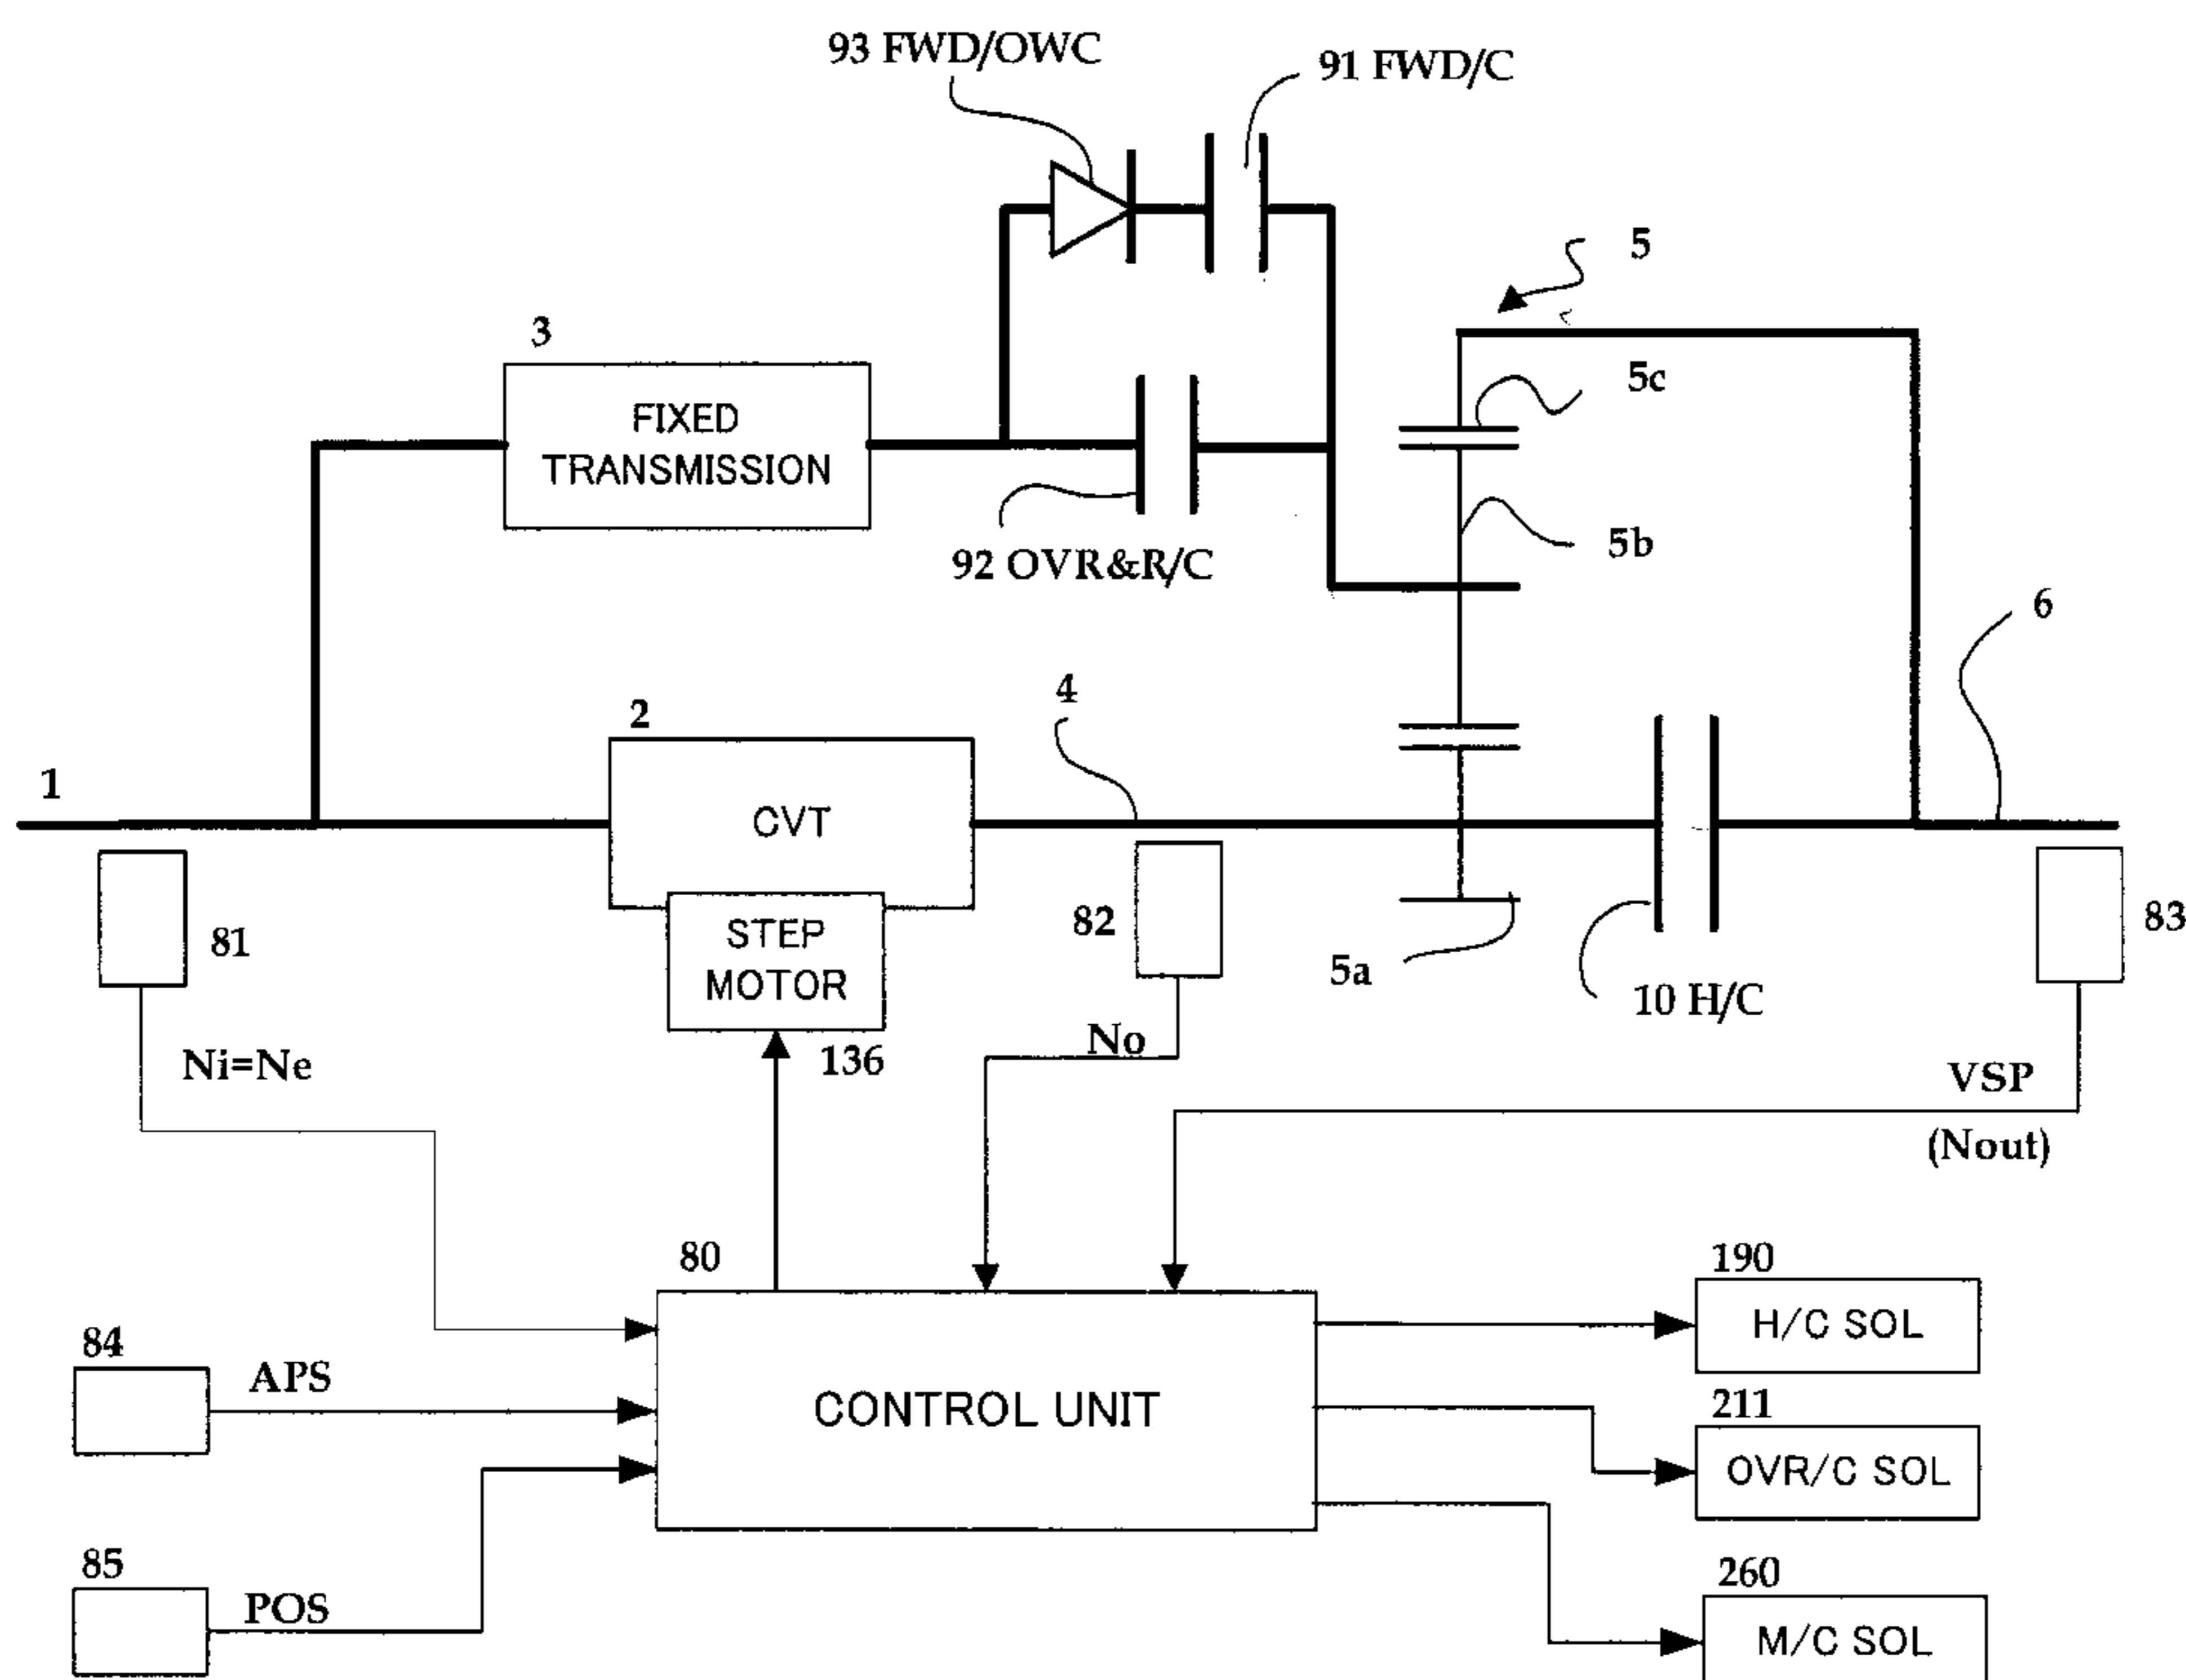 93 FWD/OWC
91 FWD/C
5
3
5c
FIXED
TRANSMISSION
5b
92 OVR&R/C
6
4
2
1
CVT
82
83
STEP
MOTOR
81
5a
10 H/C
No
136
Ni=Ne
VSP
(Nout)
80
190
H/C SOL
84
APS
211
CONTROL UNIT
OVR/C SOL
85
POS
260
M/C SOL